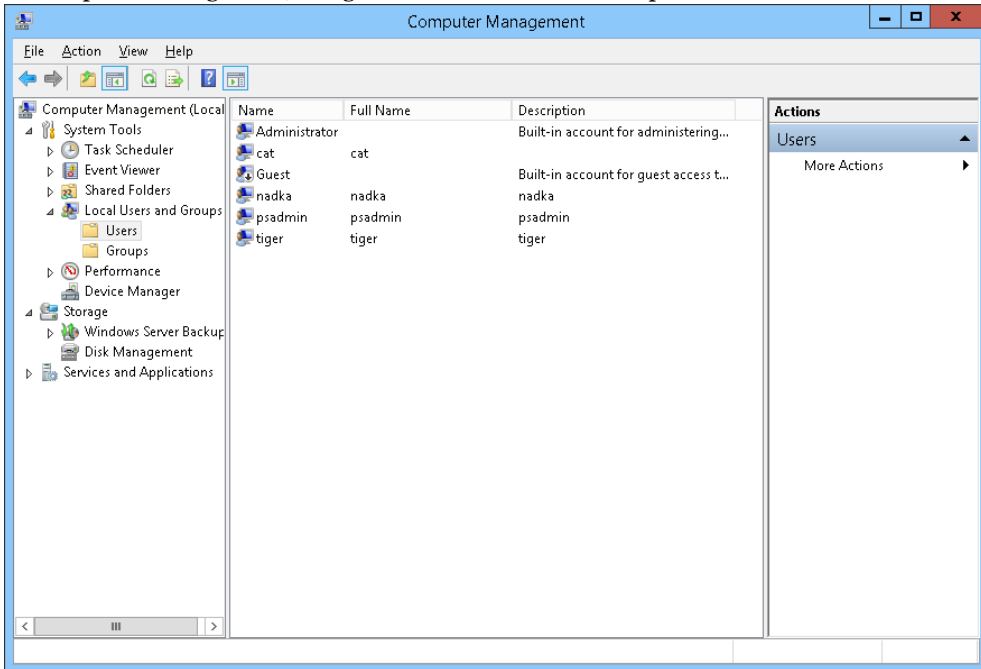 Computer Management
File Action View Help
Computer Management (Local
System Tools
Task Scheduler
Event Viewer
Shared Folders
Local Users and Groups
Users
Groups
Performance
Device Manager
Storage
Windows Server Backup
Disk Management
Services and Applications
Name Full Name Description
Administrator Built-in account for administering...
cat cat
Guest Built-in account for guest access t...
nadka nadka nadka
psadmin psadmin psadmin
tiger tiger tiger
Actions
Users
More Actions